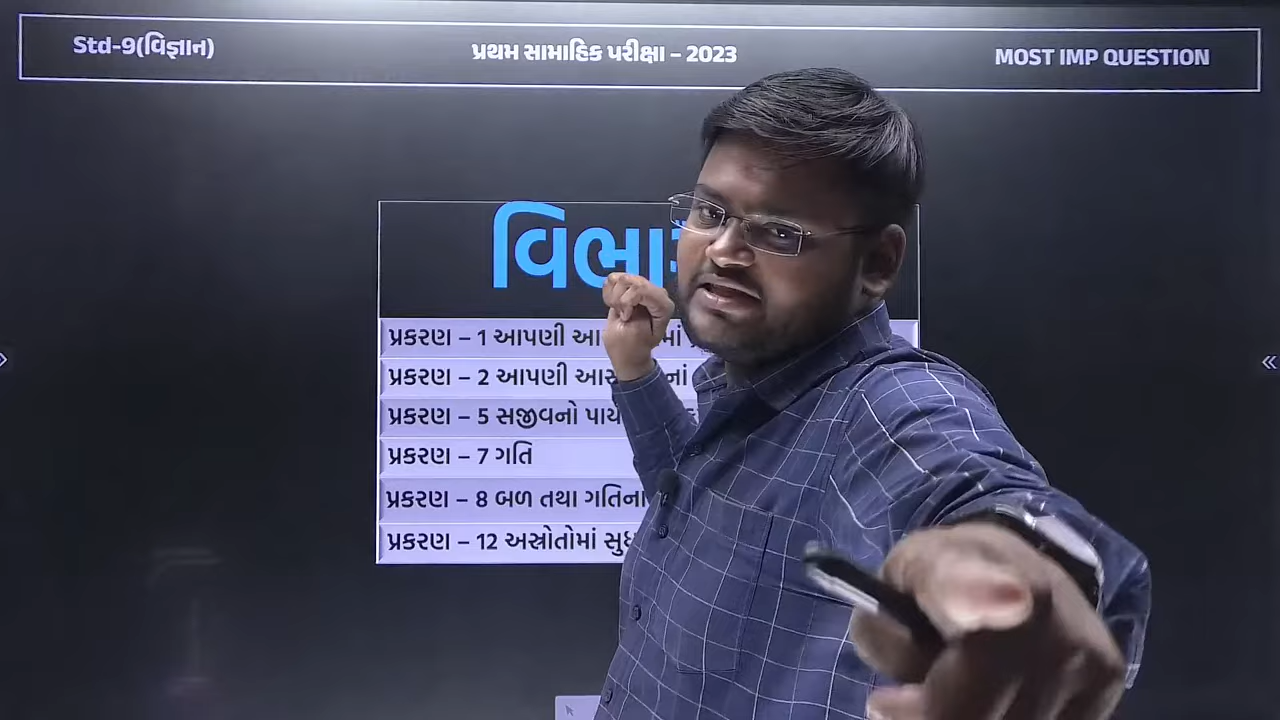 Std-9(વિજ્ઞાન)
પ્રથમ સામાહિક પરીક્ષા – 2023
MOST IMP QUESTION
પ્રકરણ – 1 આપણી
પ્રકરણ – 2 આપણી
પ્રકરણ – 5 સજીવનો
પ્રકરણ – 7 ગતિ
પ્રકરણ – 8 બળ તથા ગતિના
પ્રકરણ – 12 અસ્રોતોમાં